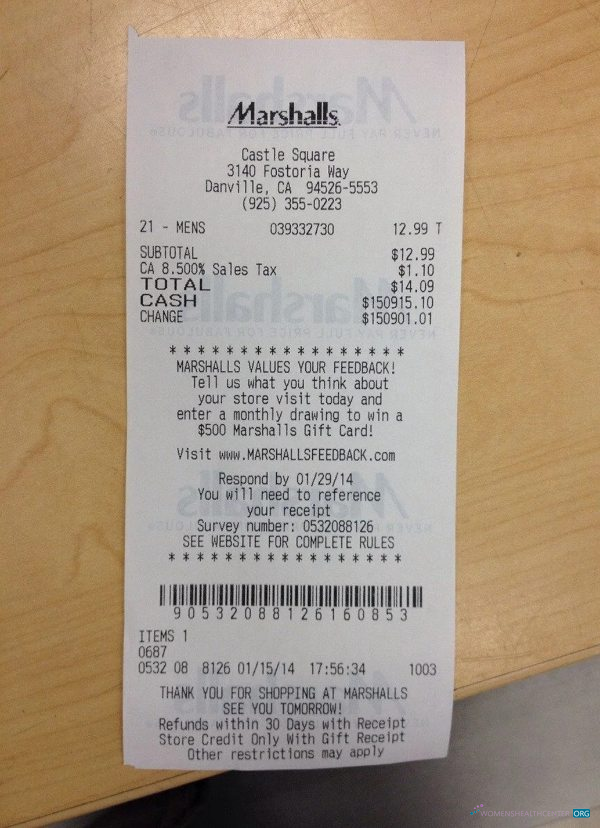 Marshalls
Castle Square
3140 Fostoria Way
Danville, CA 94526-5553
(925) 355-0223
21 - MENS 039332730 12.99 T
SUBTOTAL $12.99
CA 8.500% Sales Tax $1.10
TOTAL $14.09
CASH $150915.10
CHANGE $150901.01
* * * * * * * * * * * * * * * * *
MARSHALLS VALUES YOUR FEEDBACK!
Tell us what you think about
your store visit today and
enter a monthly drawing to win a
$500 Marshalls Gift Card!
Visit www.MARSHALLSFEEDBACK.com
Respond by 01/29/14
You will need to reference
your receipt
Survey number: 0532088126
SEE WEBSITE FOR COMPLETE RULES
* * * * * * * * * * * * * * * * *
90532088126160853
ITEMS 1
0687
0532 08 8126 01/15/14 17:56:34 1003
THANK YOU FOR SHOPPING AT MARSHALLS
SEE YOU TOMORROW!
Refunds within 30 Days with Receipt
Store Credit Only With Gift Receipt
Other restrictions may apply
WOMENSHEALTHCENTER.ORG